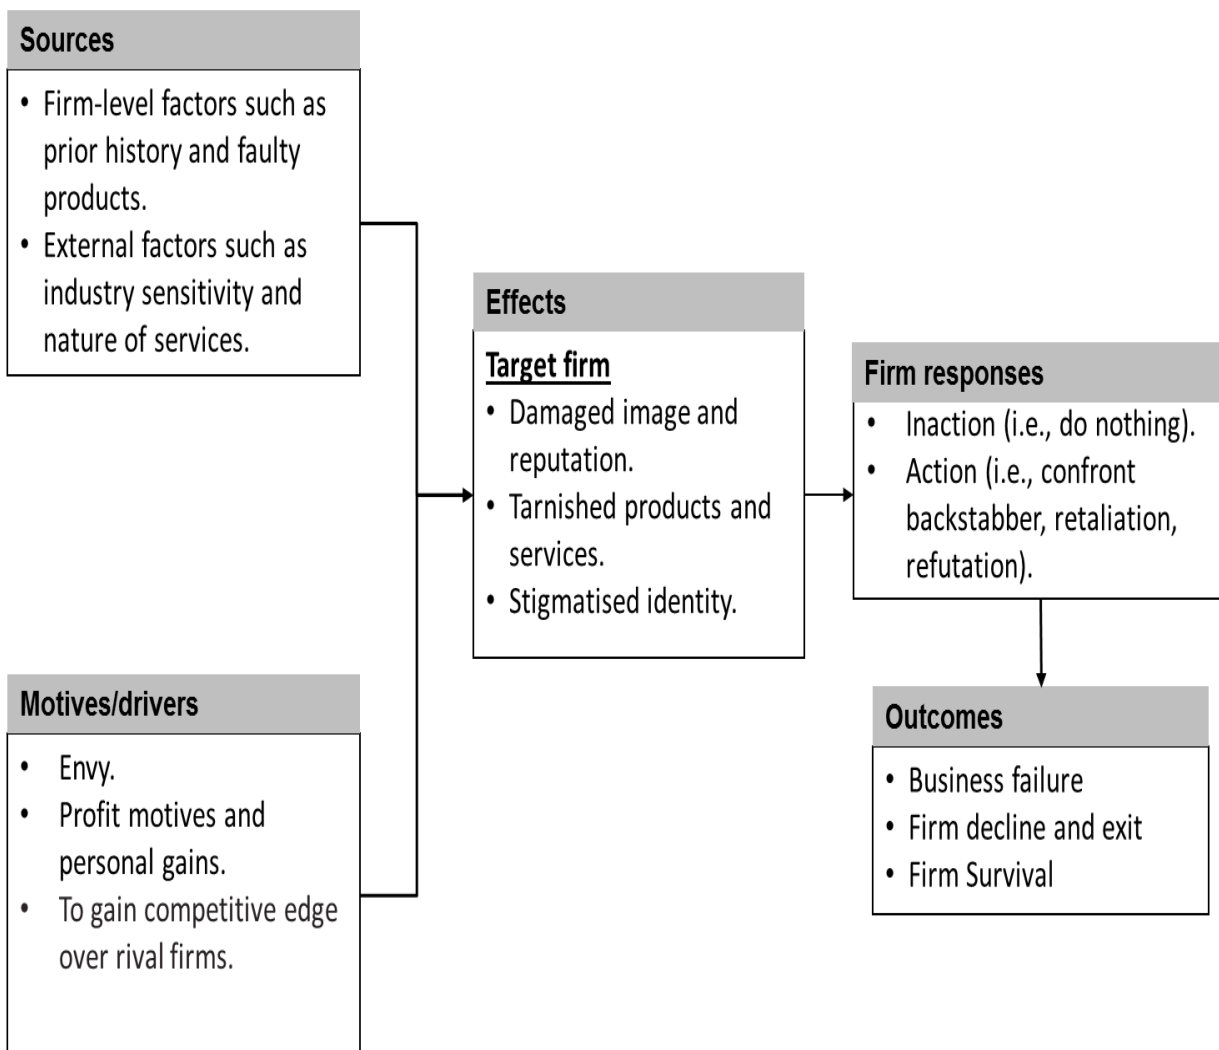 Sources
• Firm-level factors such as
prior history and faulty
products.
• External factors such as
industry sensitivity and
nature of services.
Motives/drivers
• Envy.
• Profit motives and
personal gains.
• To gain competitive edge
over rival firms.
Effects
Target firm
• Damaged image and
reputation.
• Tarnished products and
services.
• Stigmatised identity.
Firm responses
• Inaction (i.e., do nothing).
• Action (i.e., confront
backstabber, retaliation,
refutation).
Outcomes
• Business failure
• Firm decline and exit
• Firm Survival